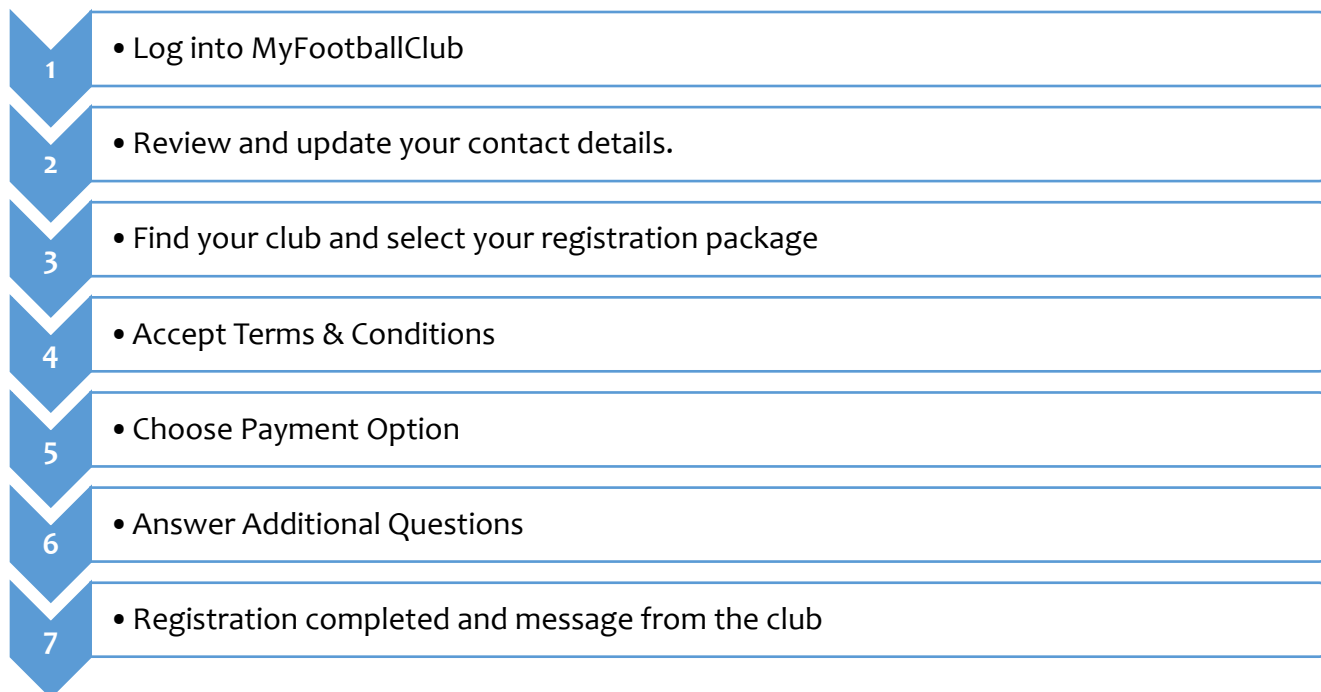 1
• Log into MyFootballClub
2
• Review and update your contact details.
3
• Find your club and select your registration package
4
• Accept Terms & Conditions
5
• Choose Payment Option
6
• Answer Additional Questions
7
• Registration completed and message from the club